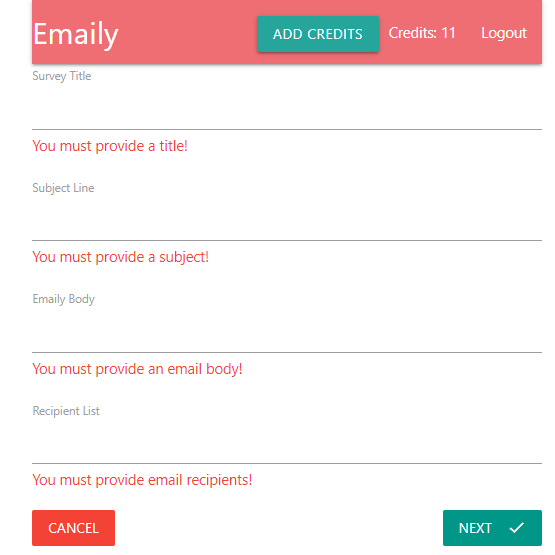 Emaily ADD CREDITS Credits: 11 Logout
Survey Title
You must provide a title!
Subject Line
You must provide a subject!
Emaily Body
You must provide an email body!
Recipient List
You must provide email recipients!
CANCEL NEXT